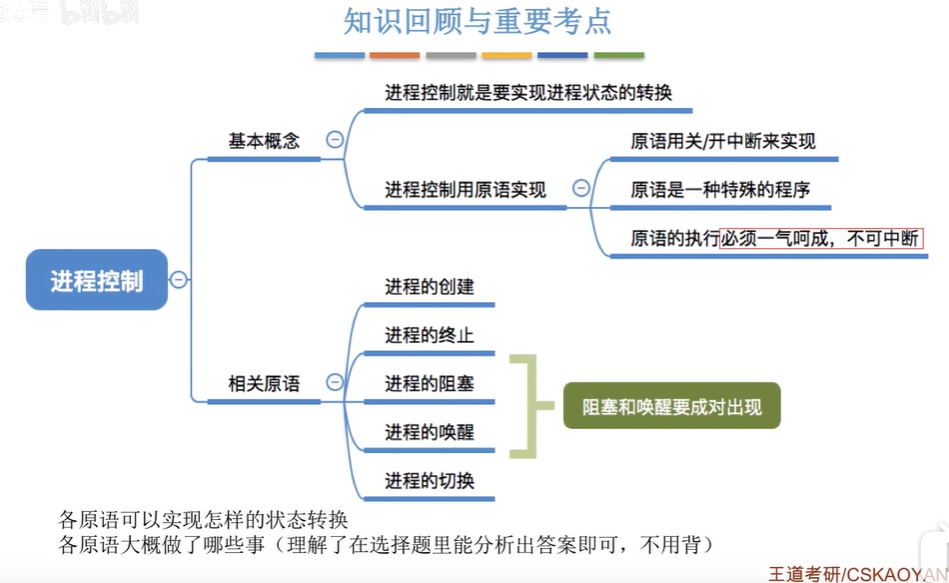 知识回顾与重要考点
进程控制就是要实现进程状态的转换
基本概念
原语用关/开中断来实现
进程控制用原语实现
原语是一种特殊的程序
原语的执行必须一气呵成，不可中断
进程控制
进程的创建
进程的终止
相关原语
进程的阻塞
阻塞和唤醒要成对出现
进程的唤醒
进程的切换
各原语可以实现怎样的状态转换
各原语大概做了哪些事（理解了在选择题里能分析出答案即可，不用背）
王道考研/CSKAOYAN